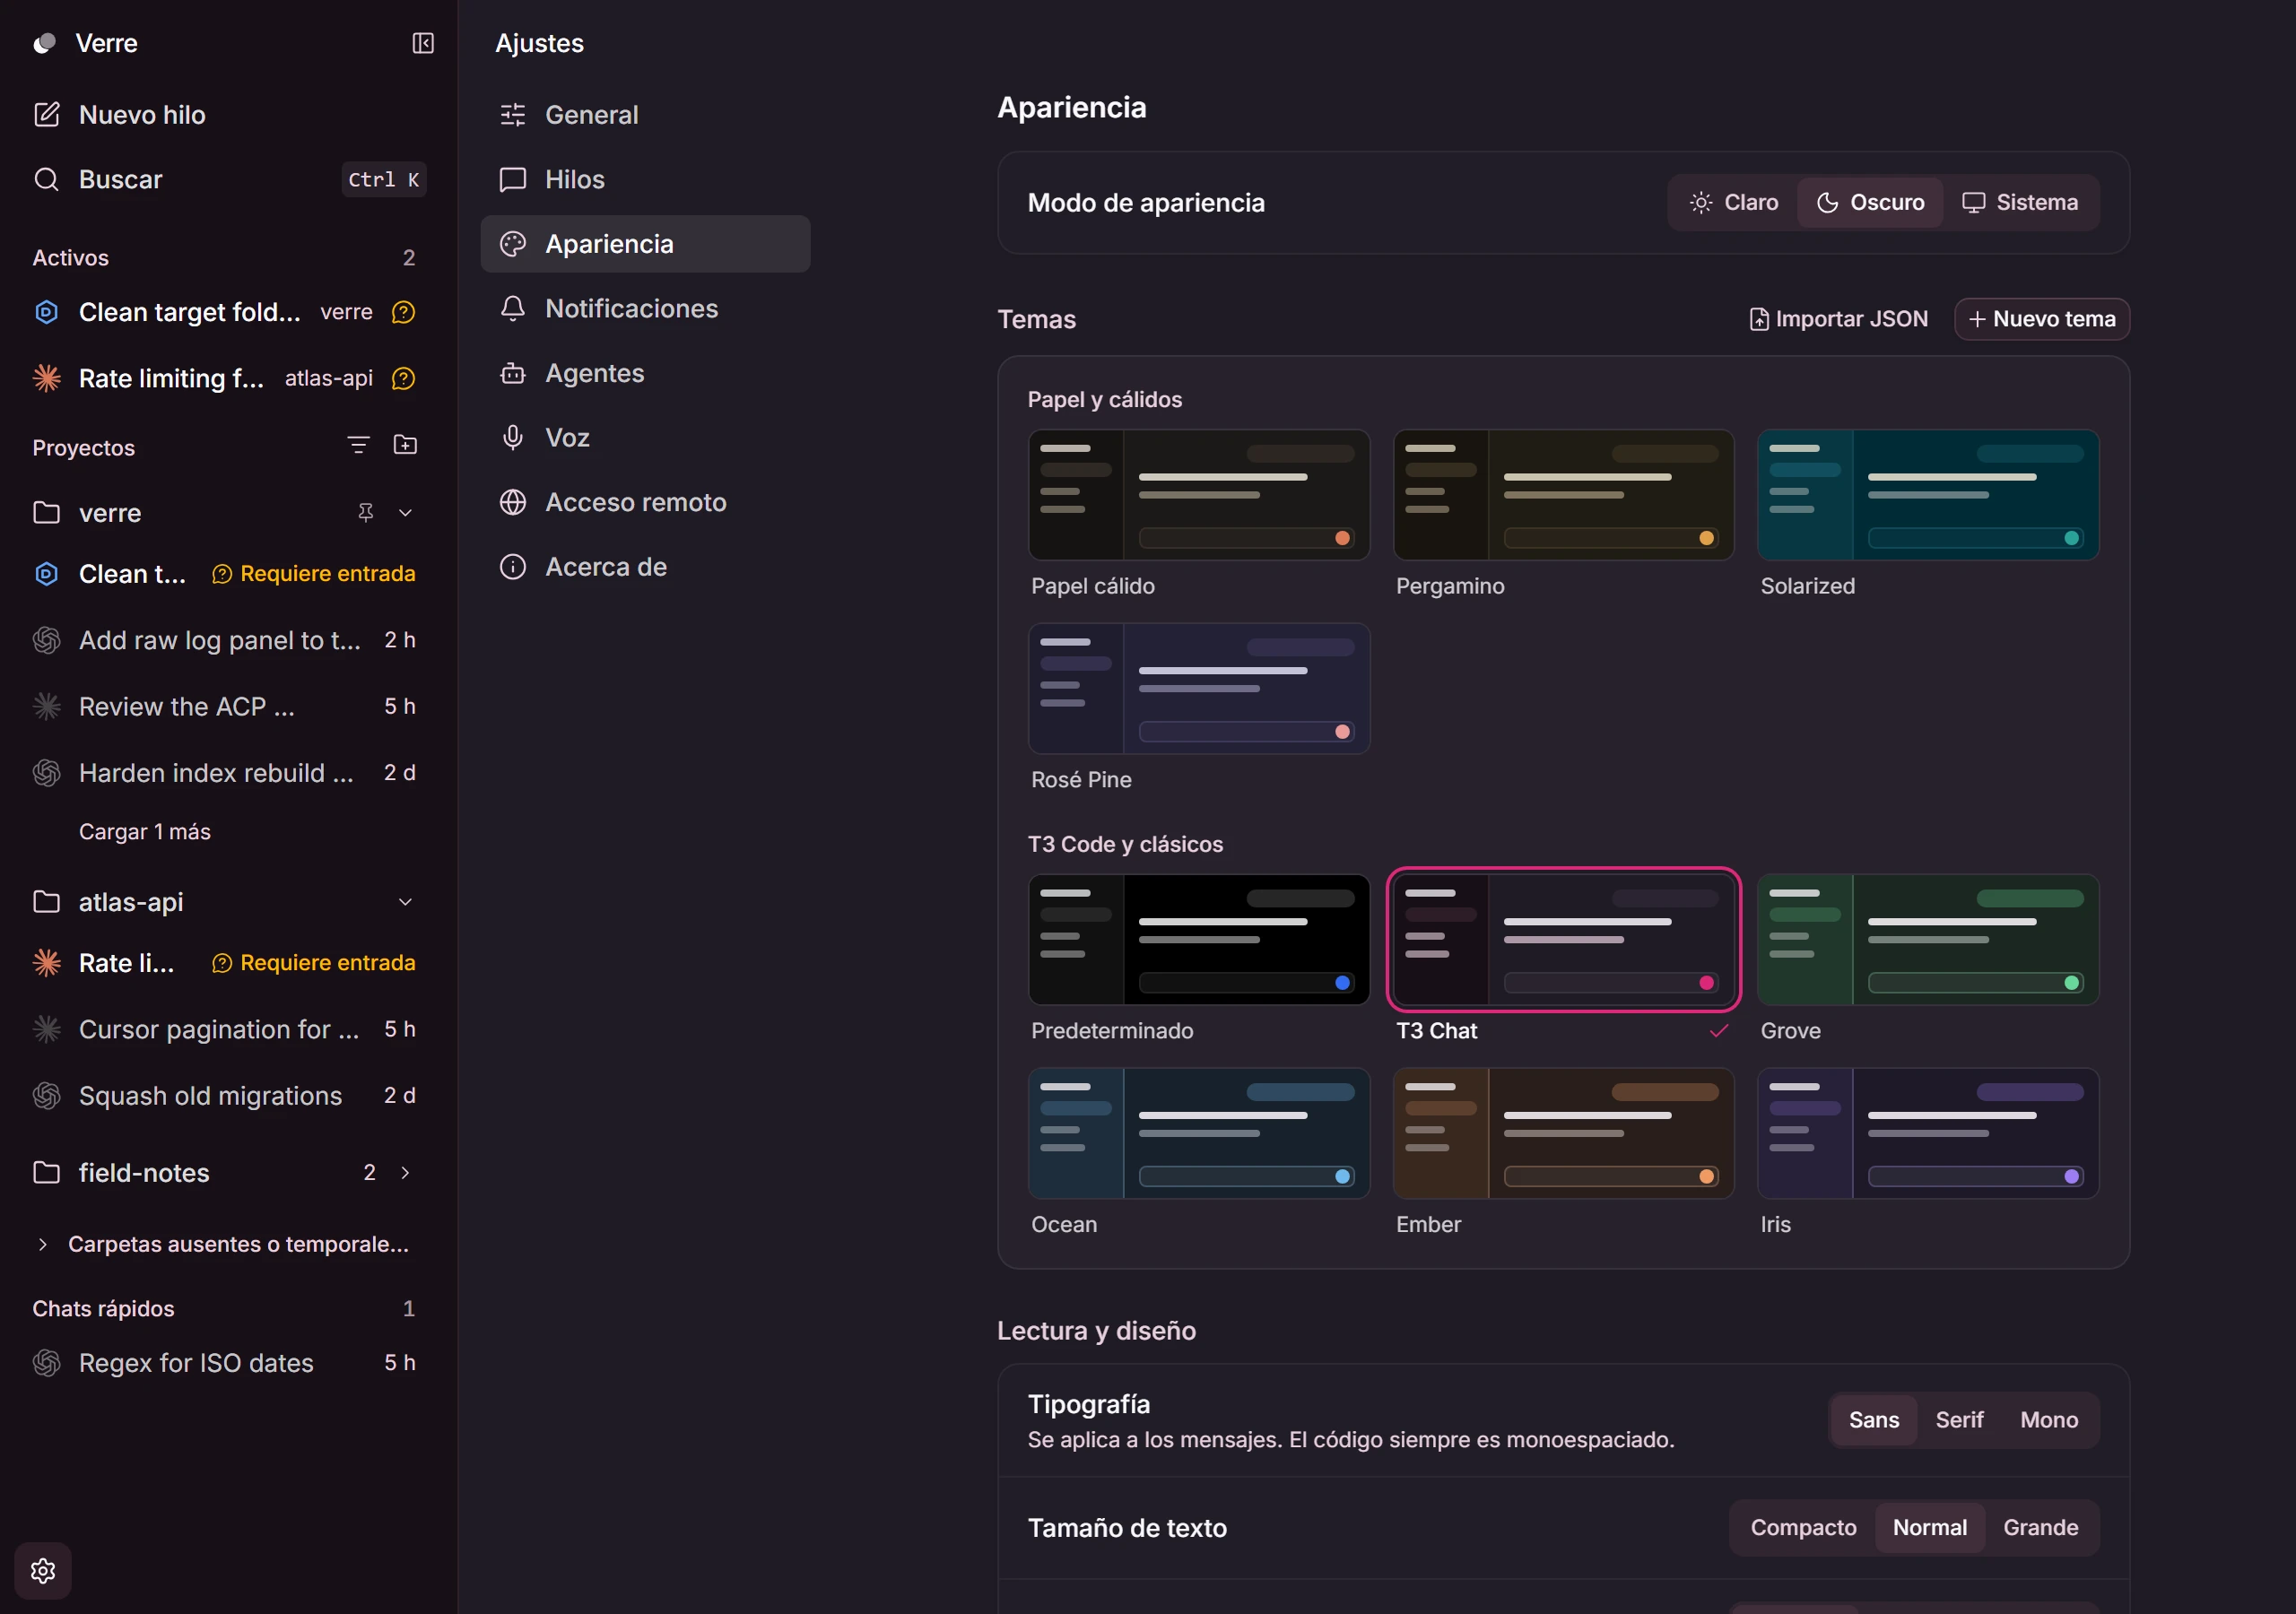 Verre
Nuevo hilo
Buscar Ctrl K
Activos 2
Clean target fold... verre
Rate limiting f... atlas-api
Proyectos
verre
Clean t... Requiere entrada
Add raw log panel to t... 2 h
Review the ACP ... 5 h
Harden index rebuild ... 2 d
Cargar 1 más
atlas-api
Rate li... Requiere entrada
Cursor pagination for ... 5 h
Squash old migrations 2 d
field-notes 2
Carpetas ausentes o temporale...
Chats rápidos 1
Regex for ISO dates 5 h
Ajustes
General
Hilos
Apariencia
Notificaciones
Agentes
Voz
Acceso remoto
Acerca de
Apariencia
Modo de apariencia Claro Oscuro Sistema
Temas Importar JSON + Nuevo tema
Papel y cálidos
Papel cálido Pergamino Solarized
Rosé Pine
T3 Code y clásicos
Predeterminado T3 Chat Grove
Ocean Ember Iris
Lectura y diseño
Tipografía Sans Serif Mono
Se aplica a los mensajes. El código siempre es monoespaciado.
Tamaño de texto Compacto Normal Grande